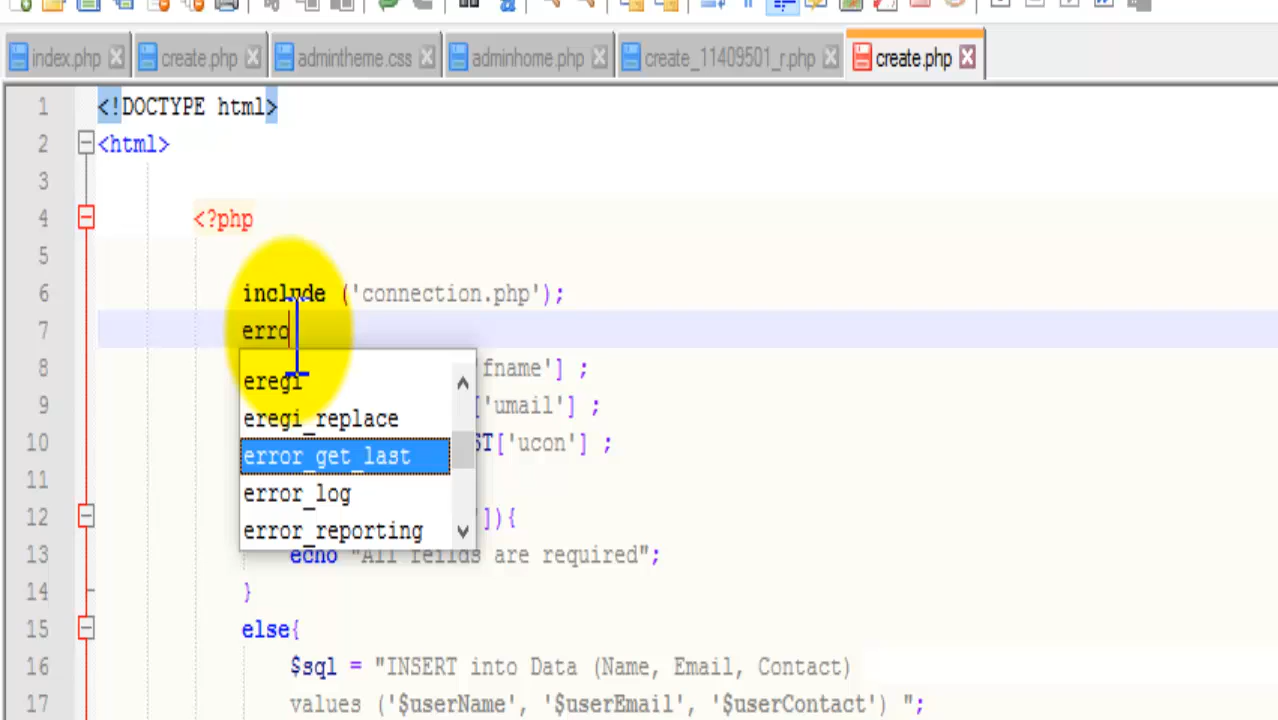 index.php create.php admintheme.css adminhome.php create_11409501_r.php create.php
1 <!DOCTYPE html>
2 <html>
3
4 <?php
5
6 include ('connection.php');
7 erro
eregi
eregi_replace
error_get_last
error_log
error_reporting
8 'fname'] ;
9 ['umail'] ;
10 ST['ucon'] ;
11
12 ']){
13 echo "All feilds are required";
14 }
15 else{
16 $sql = "INSERT into Data (Name, Email, Contact)
17 values ('$userName', '$userEmail', '$userContact') ";